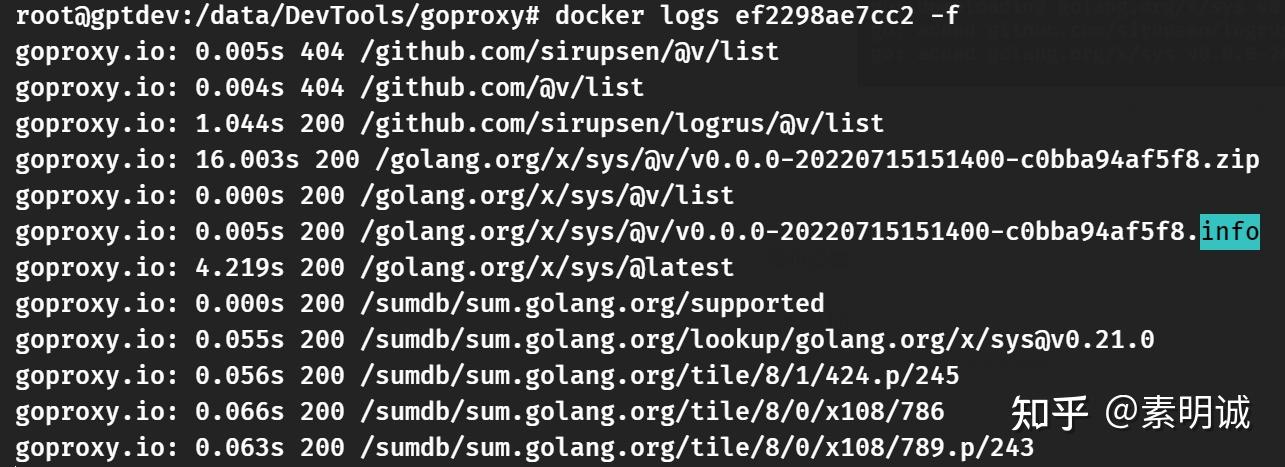 root@gptdev:/data/DevTools/goproxy# docker logs ef2298ae7cc2 -f
goproxy.io: 0.005s 404 /github.com/sirupsen/@v/list
goproxy.io: 0.004s 404 /github.com/@v/list
goproxy.io: 1.044s 200 /github.com/sirupsen/logrus/@v/list
goproxy.io: 16.003s 200 /golang.org/x/sys/@v/v0.0.0-20220715151400-c0bba94af5f8.zip
goproxy.io: 0.000s 200 /golang.org/x/sys/@v/list
goproxy.io: 0.005s 200 /golang.org/x/sys/@v/v0.0.0-20220715151400-c0bba94af5f8.info
goproxy.io: 4.219s 200 /golang.org/x/sys/@latest
goproxy.io: 0.000s 200 /sumdb/sum.golang.org/supported
goproxy.io: 0.055s 200 /sumdb/sum.golang.org/lookup/golang.org/x/sys@v0.21.0
goproxy.io: 0.056s 200 /sumdb/sum.golang.org/tile/8/1/424.p/245
goproxy.io: 0.066s 200 /sumdb/sum.golang.org/tile/8/0/x108/786
知乎 @素明诚
goproxy.io: 0.063s 200 /sumdb/sum.golang.org/tile/8/0/x108/789.p/243